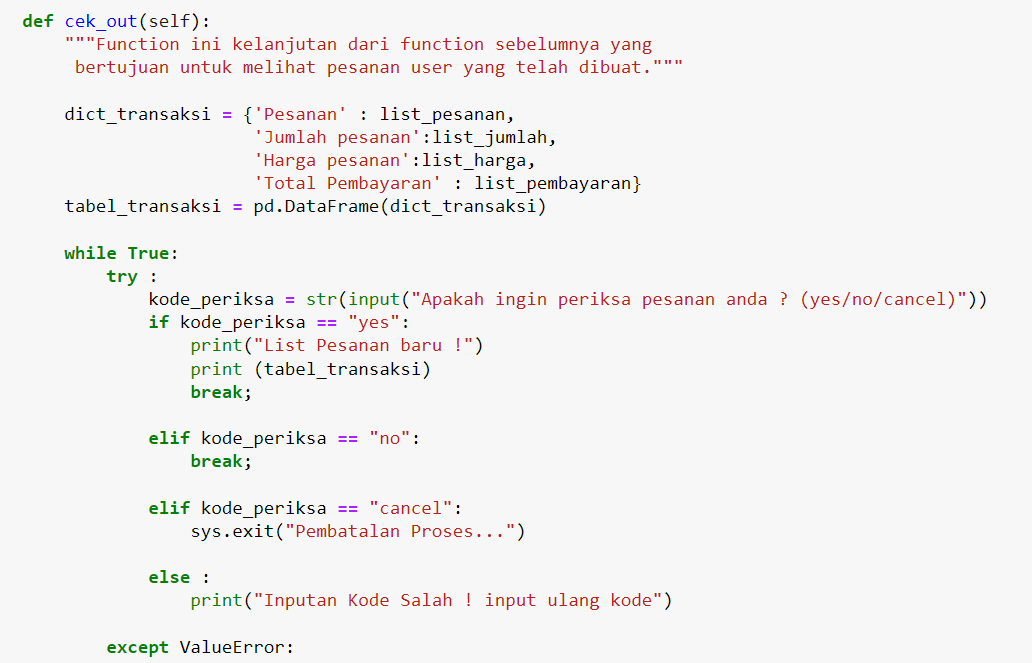 def cek_out(self):
    """Function ini kelanjutan dari function sebelumnya yang
     bertujuan untuk melihat pesanan user yang telah dibuat."""

    dict_transaksi = {'Pesanan' : list_pesanan,
                      'Jumlah pesanan':list_jumlah,
                      'Harga pesanan':list_harga,
                      'Total Pembayaran' : list_pembayaran}
    tabel_transaksi = pd.DataFrame(dict_transaksi)

    while True:
        try :
            kode_periksa = str(input("Apakah ingin periksa pesanan anda ? (yes/no/cancel)"))
            if kode_periksa == "yes":
                print("List Pesanan baru !")
                print (tabel_transaksi)
                break;

            elif kode_periksa == "no":
                break;

            elif kode_periksa == "cancel":
                sys.exit("Pembatalan Proses...")

            else :
                print("Inputan Kode Salah ! input ulang kode")

        except ValueError: